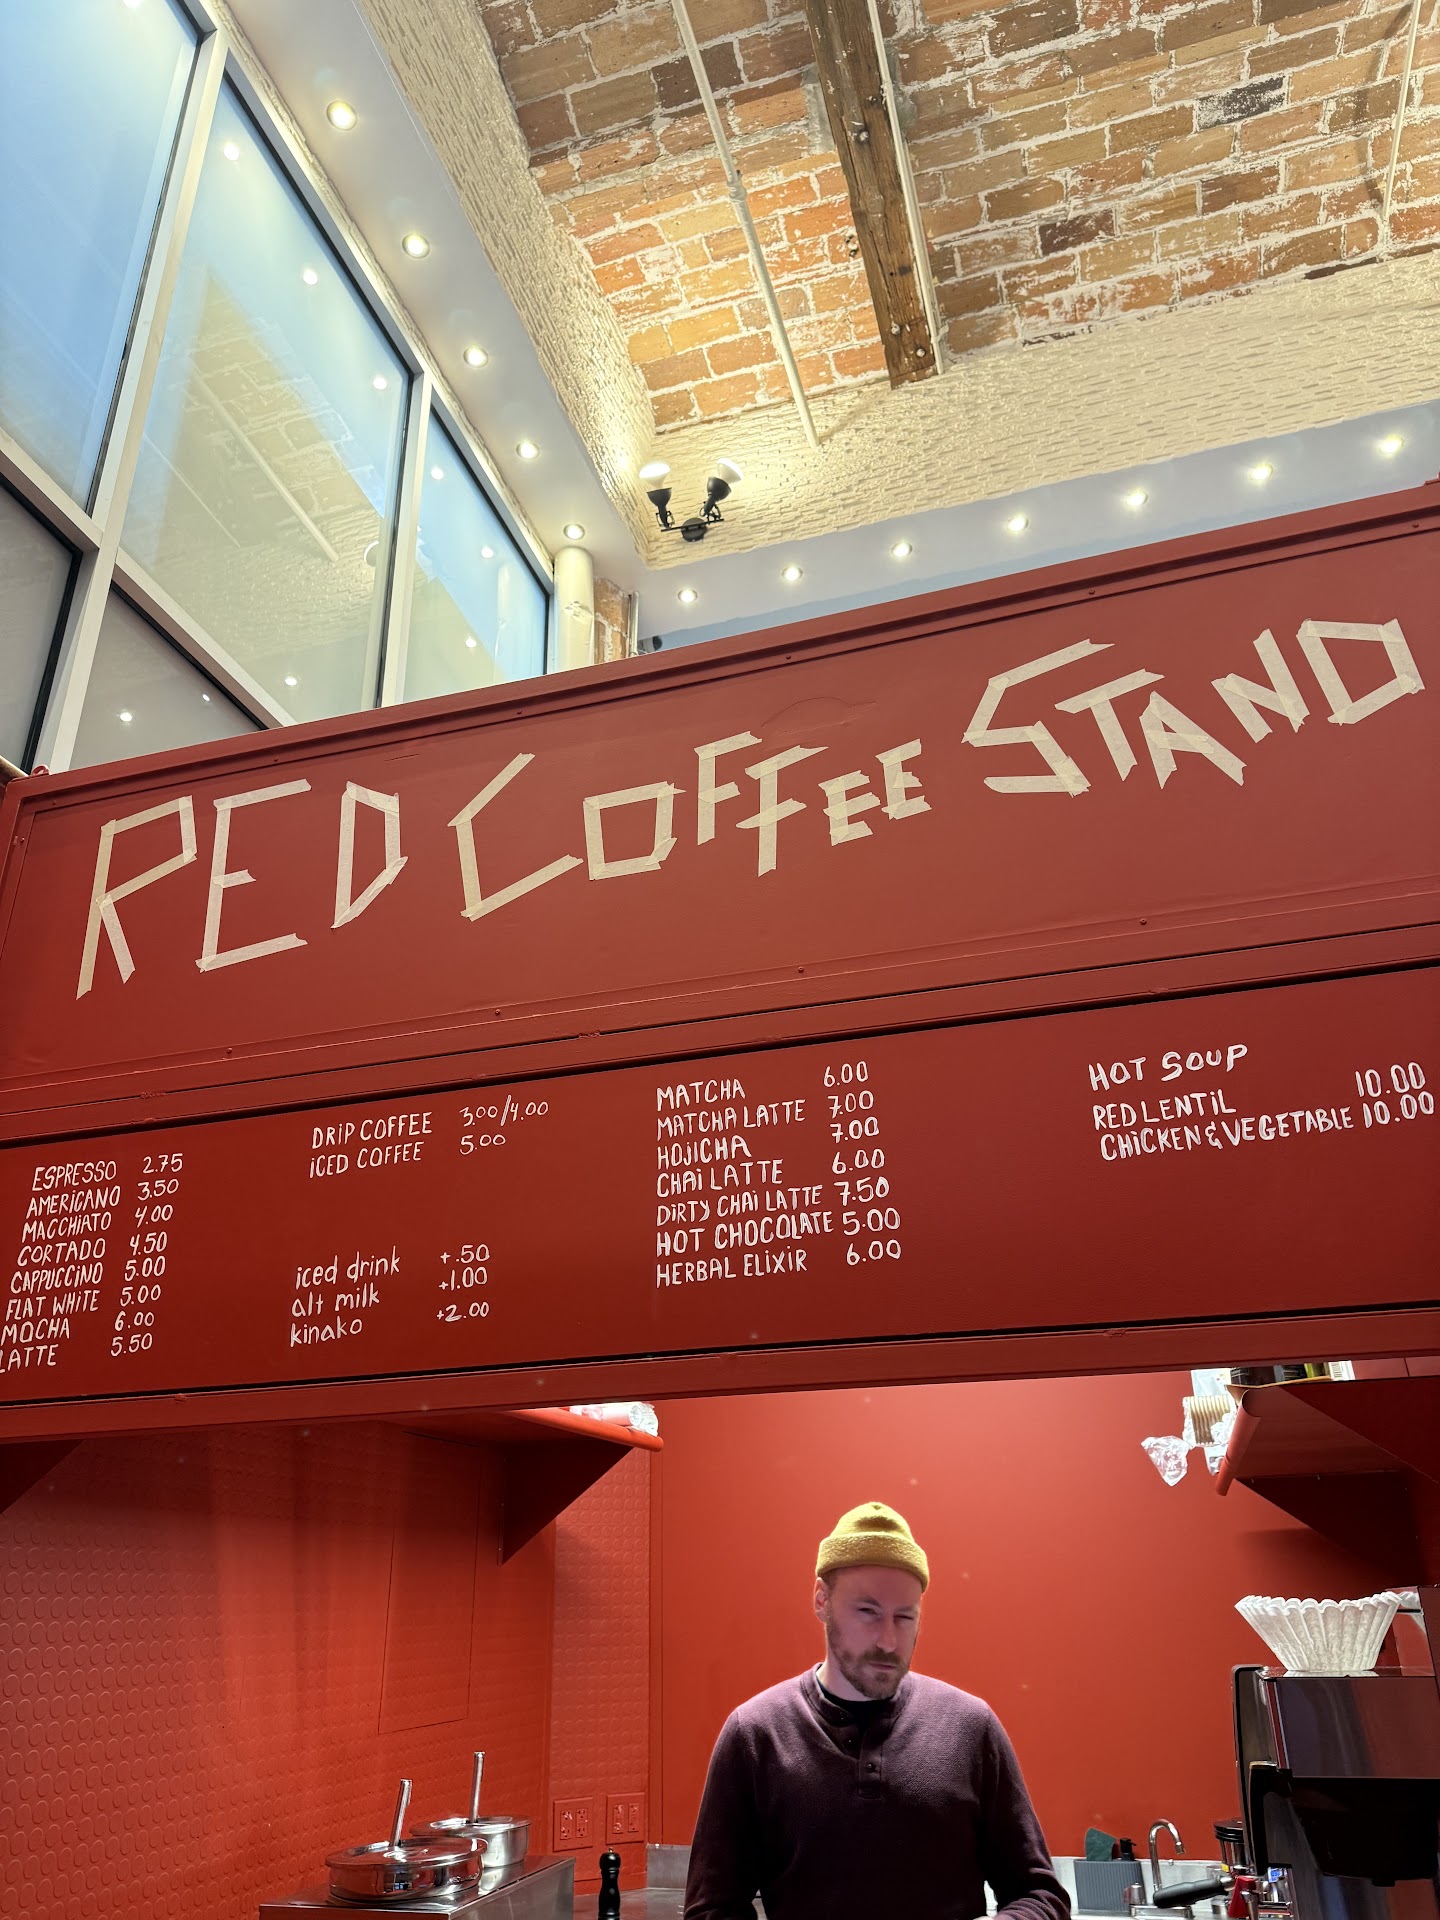 RED COFFEE STAND
ESPRESSO 2.75
AMERICANO 3.50
MACCHIATO 4.00
CORTADO 4.50
CAPPUCCINO 5.00
FLAT WHITE 5.00
MOCHA 6.00
LATTE 5.50
DRIP COFFEE 3.00/4.00
ICED COFFEE 5.00
iced drink +.50
alt milk +1.00
kinako +2.00
MATCHA 6.00
MATCHA LATTE 7.00
HOJICHA 7.00
CHAI LATTE 6.00
DIRTY CHAI LATTE 7.50
HOT CHOCOLATE 5.00
HERBAL ELIXIR 6.00
HOT SOUP
RED LENTIL 10.00
CHICKEN & VEGETABLE 10.00